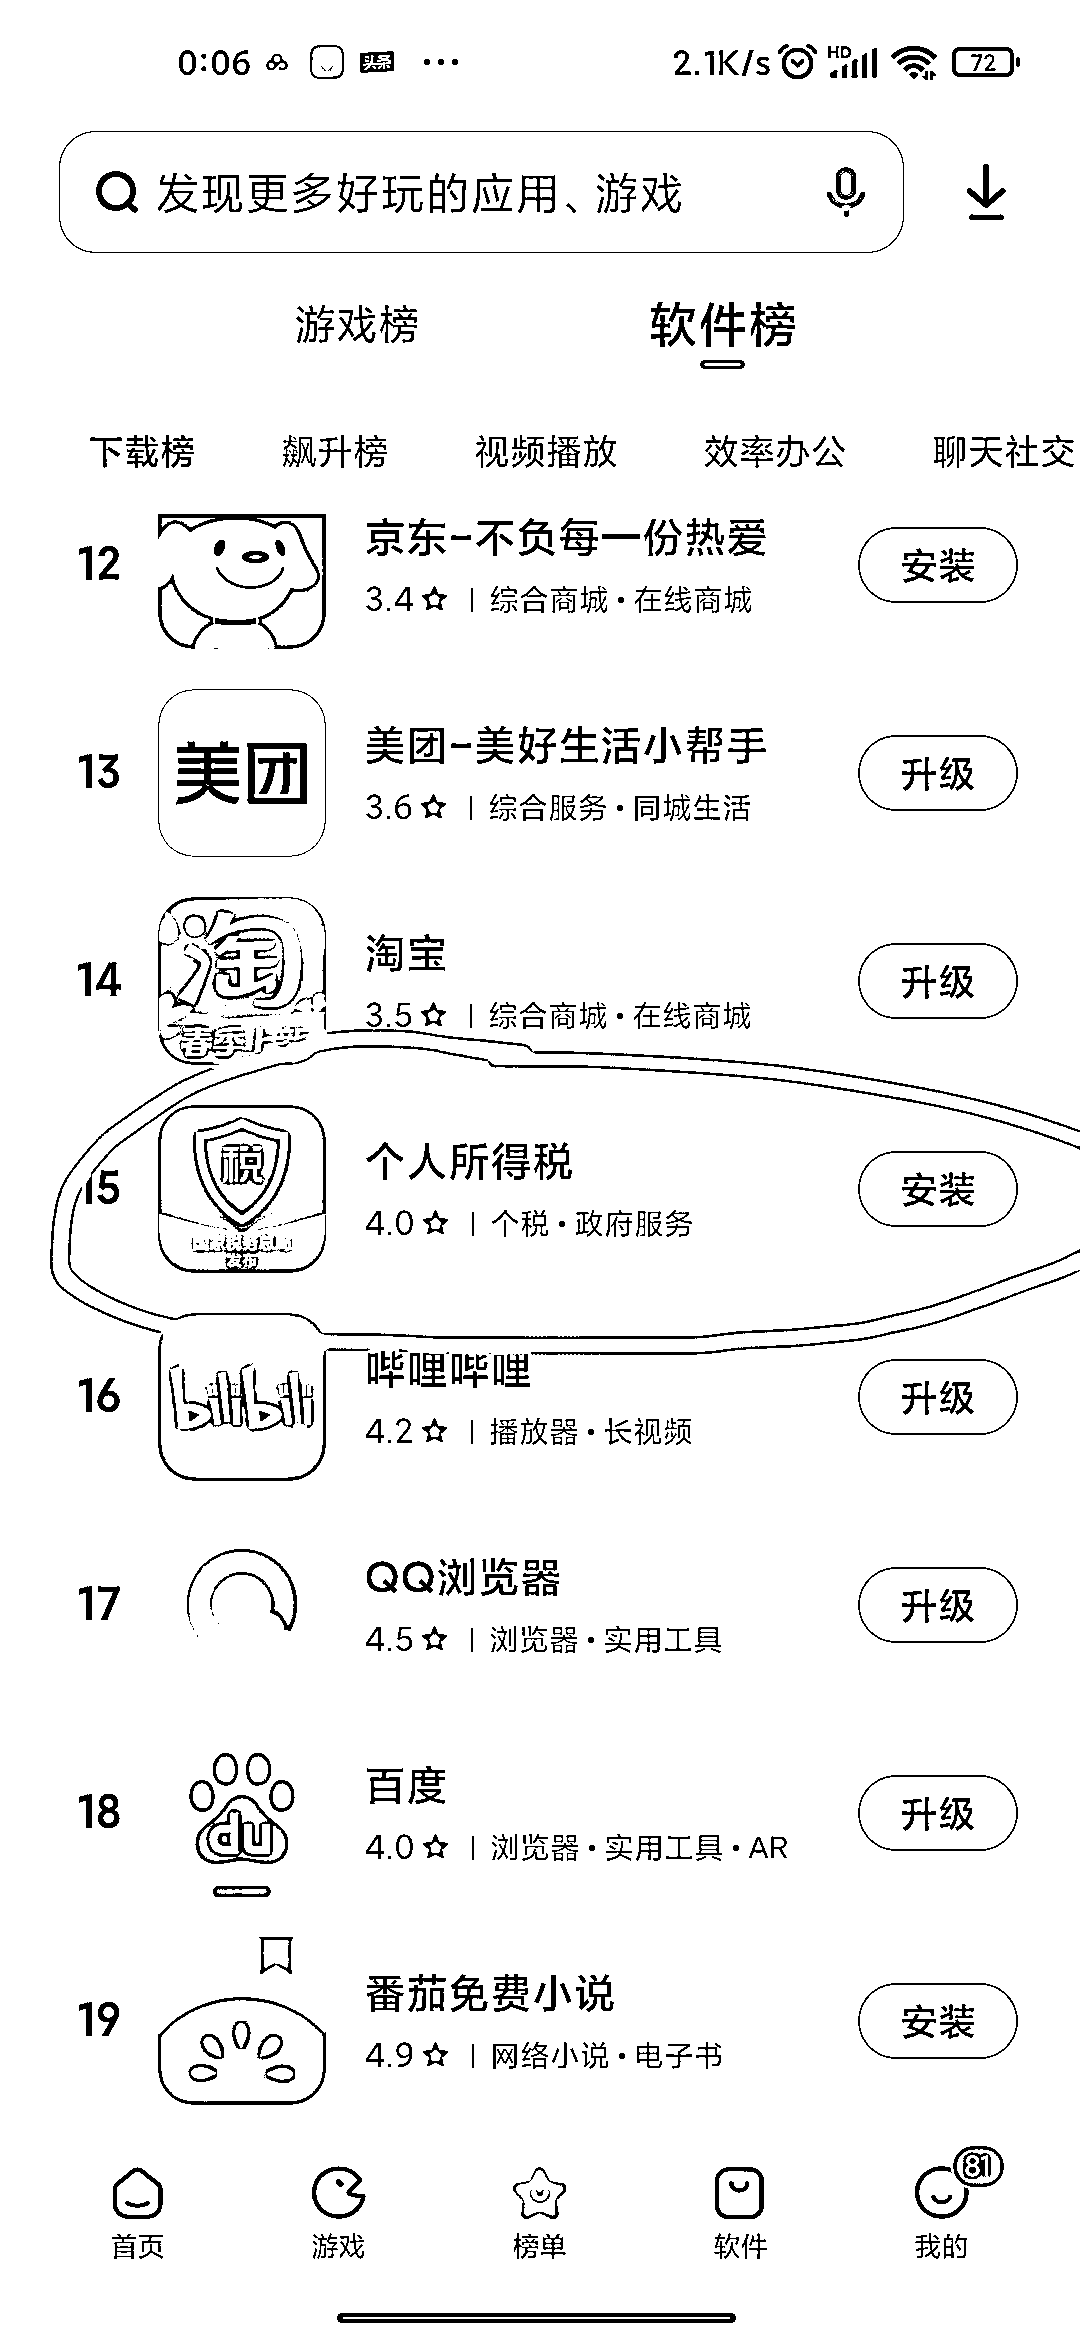 0:06 头条 ... 2.1K/s HD 72
发现更多好玩的应用、游戏
游戏榜 软件榜
下载榜 飙升榜 视频播放 效率办公 聊天社交
12 京东-不负每一份热爱 安装
3.4 ☆ | 综合商城·在线商城
美团
13 美团-美好生活小帮手 升级
3.6 ☆ | 综合服务·同城生活
淘
14 淘宝 升级
3.5 ☆ | 综合商城·在线商城
春季
税
15 个人所得税 安装
4.0 ☆ | 个税·政府服务
国家税务总局
发布
bilibili
16 哔哩哔哩 升级
4.2 ☆ | 播放器·长视频
17 QQ浏览器 升级
4.5 ☆ | 浏览器·实用工具
du
18 百度 升级
4.0 ☆ | 浏览器·实用工具·AR
19 番茄免费小说 安装
4.9 ☆ | 网络小说·电子书
81
首页 游戏 榜单 软件 我的